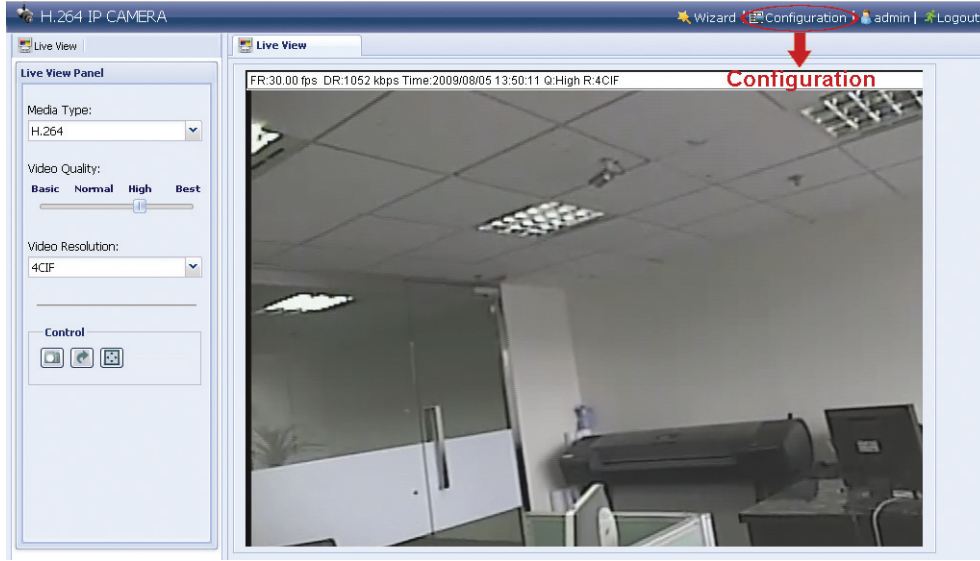 H.264 IP CAMERA
Wizard | Configuration | admin | Logout
Live View
Live View
Live View Panel
FR:30.00 fps DR:1052 kbps Time:2009/08/05 13:50:11 Q:High R:4CIF
Configuration
Media Type:
H.264
Video Quality:
Basic Normal High Best
Video Resolution:
4CIF
Control